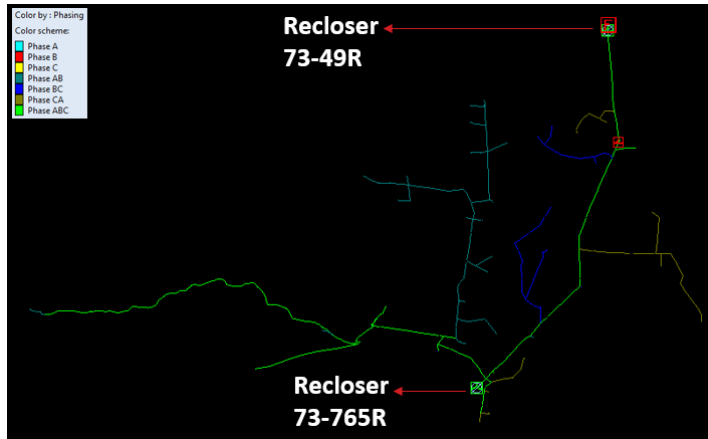 Color by : Phasing
Color scheme:
Phase A
Phase B
Phase C
Phase AB
Phase BC
Phase CA
Phase ABC
Recloser
73-49R
Recloser
73-765R